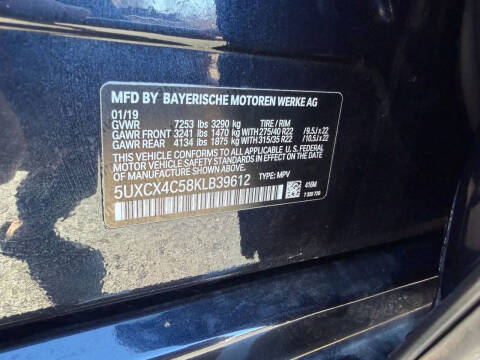 MFD BY BAYERISCHE MOTOREN WERKE AG
01/19
GVWR 7253 lbs 3290 kg TIRE / RIM
GAWR FRONT 3241 lbs 1470 kg WITH 275/40 R22 / 9.5J x 22
GAWR REAR 4134 lbs 1875 kg WITH 315/35 R22 / 10.5J x 22
THIS VEHICLE CONFORMS TO ALL APPLICABLE U.S. FEDERAL
MOTOR VEHICLE SAFETY STANDARDS IN EFFECT ON THE DATE
OF MANUFACTURE SHOWN ABOVE.
5UXCX4C58KLB39612 TYPE: MPV
416M